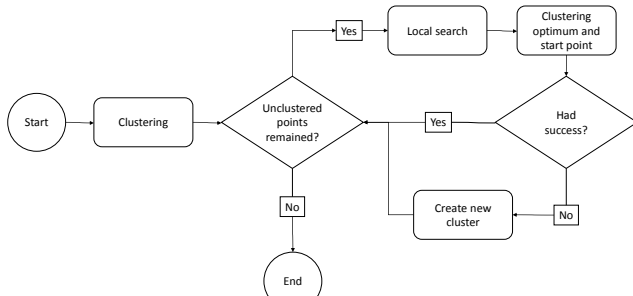 Yes
Local search
Clustering
optimum and
start point
Start
Clustering
Unclustered
points
remained?
Yes
Had
success?
No
Create new
cluster
No
End